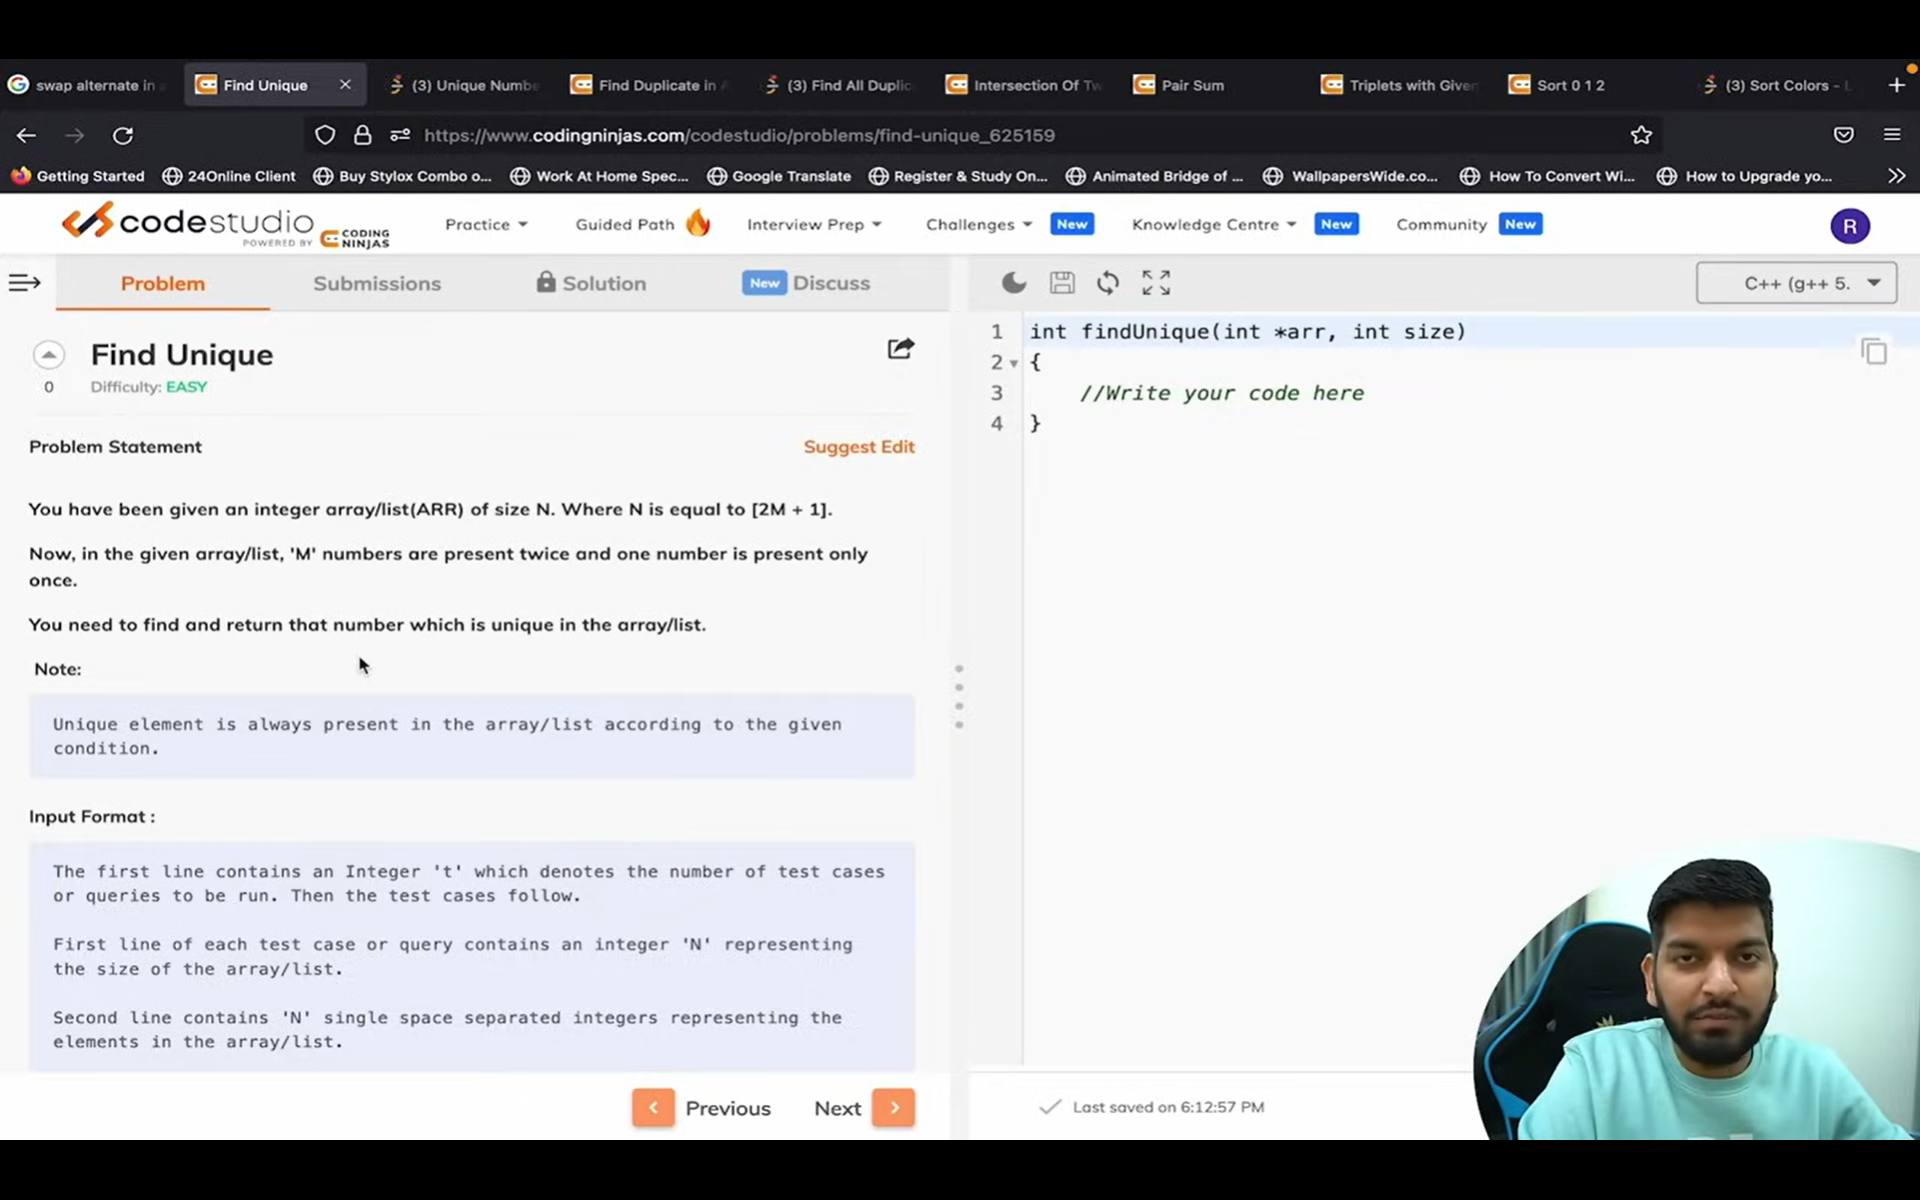 swap alternate in
Find Unique
(3) Unique Numbe
Find Duplicate in A
(3) Find All Duplic
Intersection Of Tw
Pair Sum
Triplets with Given
Sort 0 1 2
(3) Sort Colors - L
https://www.codingninjas.com/codestudio/problems/find-unique_625159
Getting Started
24Online Client
Buy Stylox Combo o...
Work At Home Spec...
Google Translate
Register & Study On...
Animated Bridge of ...
WallpapersWide.co...
How To Convert Wi...
How to Upgrade yo...
codestudio
POWERED BY CODING NINJAS
Practice
Guided Path
Interview Prep
Challenges New
Knowledge Centre New
Community New
R
Problem
Submissions
Solution
New Discuss
C++ (g++ 5.
Find Unique
0
Difficulty: EASY
Problem Statement
Suggest Edit
You have been given an integer array/list(ARR) of size N. Where N is equal to [2M + 1].
Now, in the given array/list, 'M' numbers are present twice and one number is present only
once.
You need to find and return that number which is unique in the array/list.
Note:
Unique element is always present in the array/list according to the given
condition.
Input Format :
The first line contains an Integer 't' which denotes the number of test cases
or queries to be run. Then the test cases follow.
First line of each test case or query contains an integer 'N' representing
the size of the array/list.
Second line contains 'N' single space separated integers representing the
elements in the array/list.
Previous
Next
1 int findUnique(int *arr, int size)
2 {
3 //Write your code here
4 }
Last saved on 6:12:57 PM